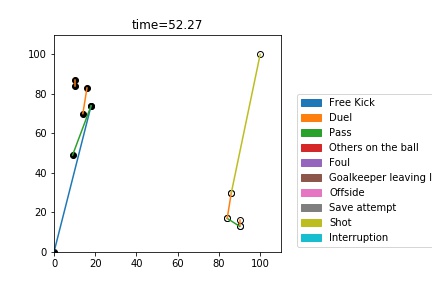 time=52.27
100
80
60
40
20
0
0 20 40 60 80 100
Free Kick
Duel
Pass
Others on the ball
Foul
Goalkeeper leaving l
Offside
Save attempt
Shot
Interruption